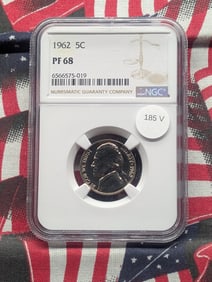 1962 5C
PF 68
6566575-019
NUMISMATIC GUARANTY COMPANY
NGC
185 V